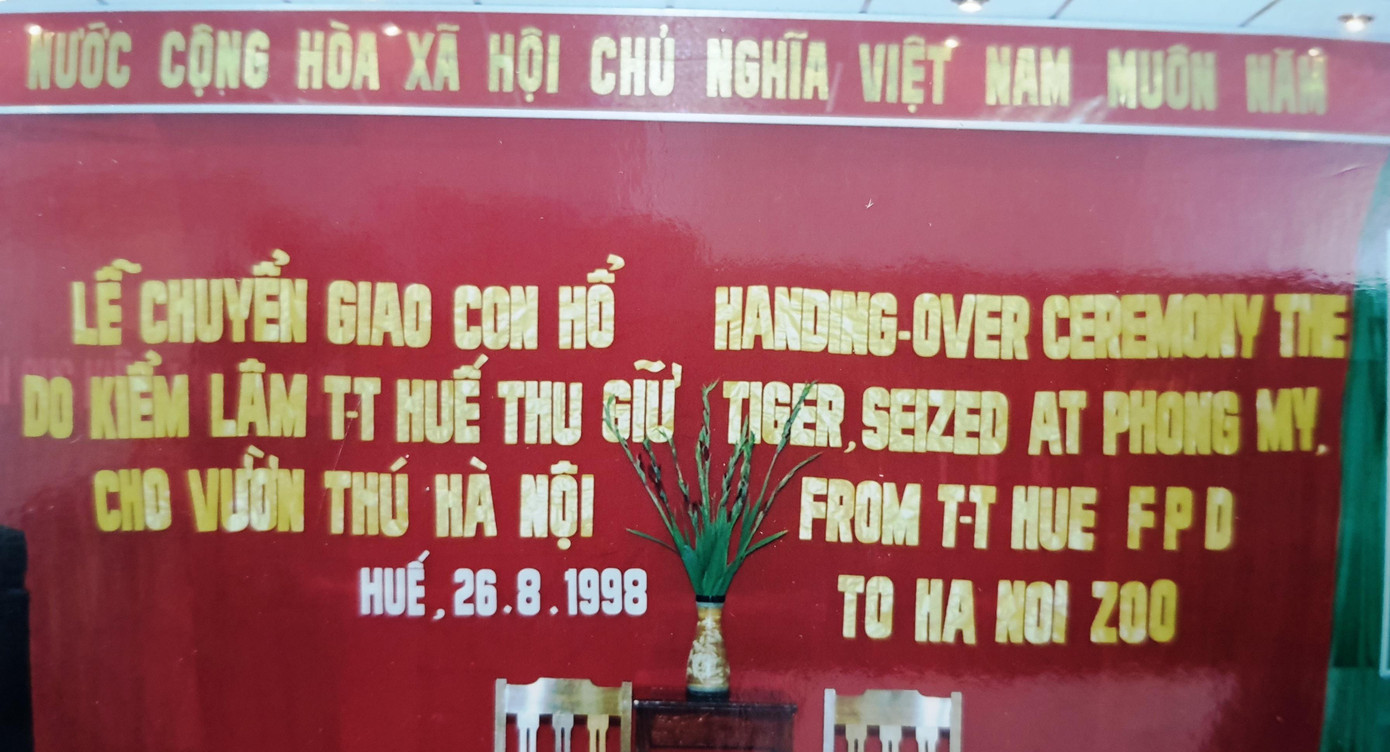 NƯỚC CỘNG HÒA XÃ HỘI CHỦ NGHĨA VIỆT NAM MUÔN NĂM
LỄ CHUYỂN GIAO CON HỔ
DO KIỂM LÂM T-T HUẾ THU GIỮ
CHO VƯỜN THÚ HÀ NỘI
HUẾ, 26.8.1998
HANDING-OVER CEREMONY THE
TIGER, SEIZED AT PHONG MY,
FROM T-T HUE FPD
TO HA NOI ZOO